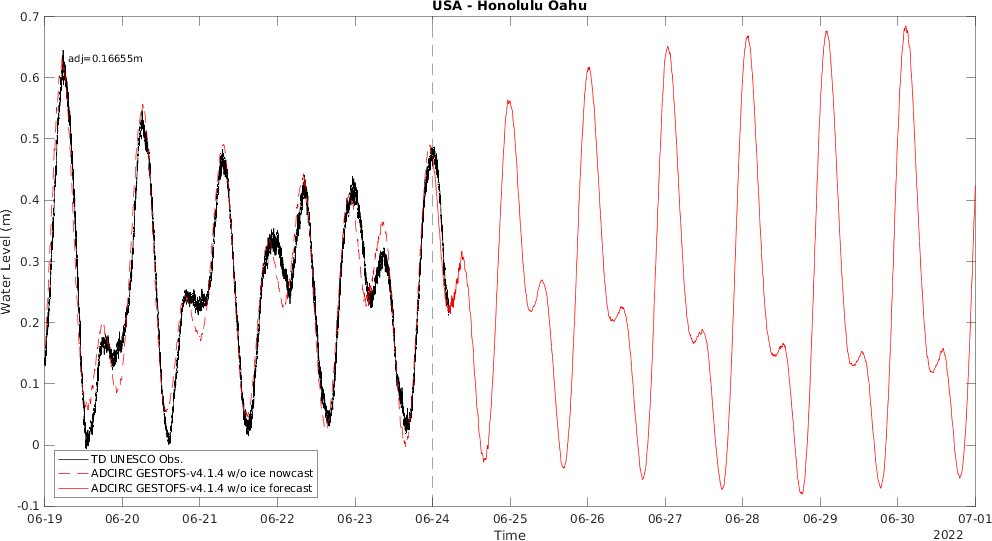 USA - Honolulu Oahu
adj=0.16655m
Water Level (m)
0.7
0.6
0.5
0.4
0.3
0.2
0.1
0
-0.1
TD UNESCO Obs.
ADCIRC GESTOFS-v4.1.4 w/o ice nowcast
ADCIRC GESTOFS-v4.1.4 w/o ice forecast
06-19 06-20 06-21 06-22 06-23 06-24 06-25 06-26 06-27 06-28 06-29 06-30 07-01
Time
2022